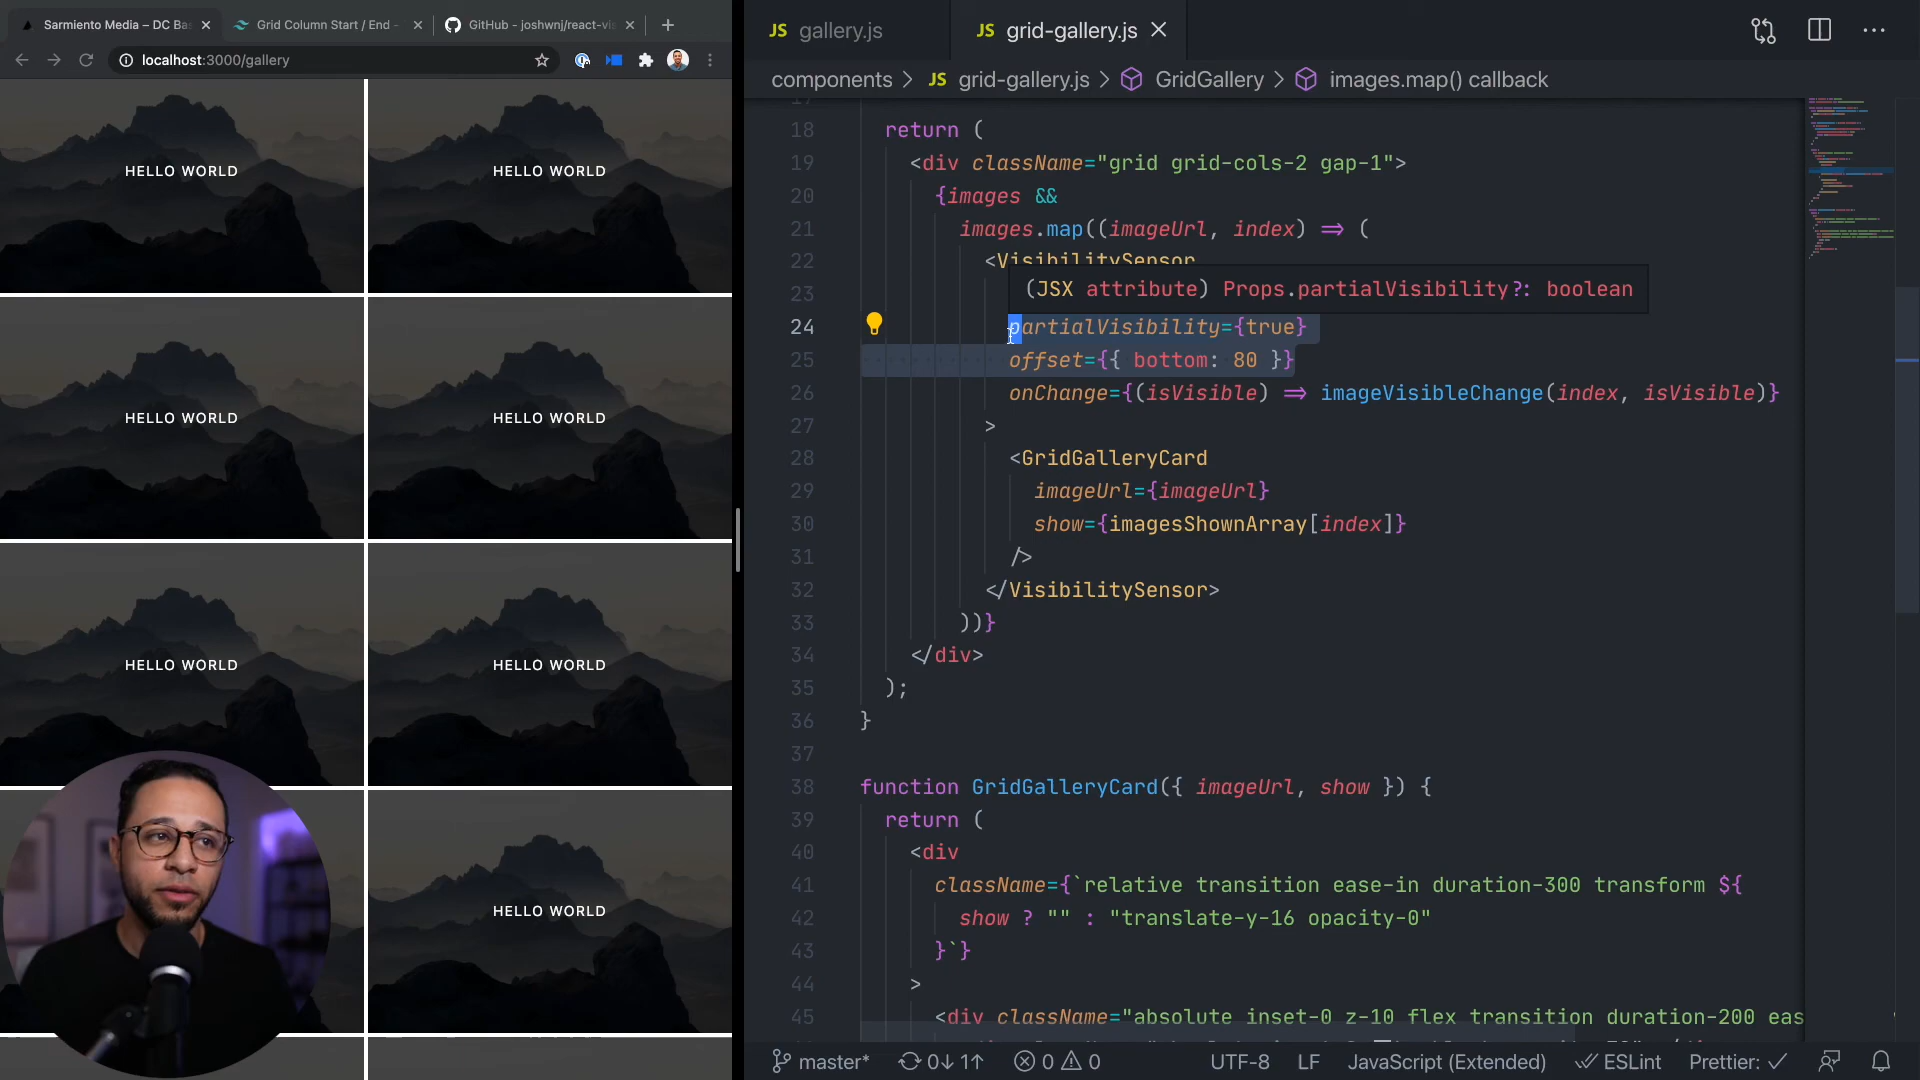 Sarmiento Media – DC Bas
Grid Column Start / End -
GitHub - joshwnj/react-vis
localhost:3000/gallery
HELLO WORLD
HELLO WORLD
HELLO WORLD
HELLO WORLD
HELLO WORLD
HELLO WORLD
HELLO WORLD
JS gallery.js
JS grid-gallery.js
components > JS grid-gallery.js > GridGallery > images.map() callback
17
18 return (
19 <div className="grid grid-cols-2 gap-1">
20 {images &&
21 images.map((imageUrl, index) => (
22 <VisibilitySensor
(JSX attribute) Props.partialVisibility?: boolean
23
24 partialVisibility={true}
25 offset={{ bottom: 80 }}
26 onChange={(isVisible) => imageVisibleChange(index, isVisible)}
27 >
28 <GridGalleryCard
29 imageUrl={imageUrl}
30 show={imagesShownArray[index]}
31 />
32 </VisibilitySensor>
33 ))}
34 </div>
35 );
36 }
37
38 function GridGalleryCard({ imageUrl, show }) {
39 return (
40 <div
41 className={`relative transition ease-in duration-300 transform ${
42 show ? "" : "translate-y-16 opacity-0"
43 }`}
44 >
45 <div className="absolute inset-0 z-10 flex transition duration-200 eas
master* 0↓ 1↑ 0 0 UTF-8 LF JavaScript (Extended) ESLint Prettier: ✓